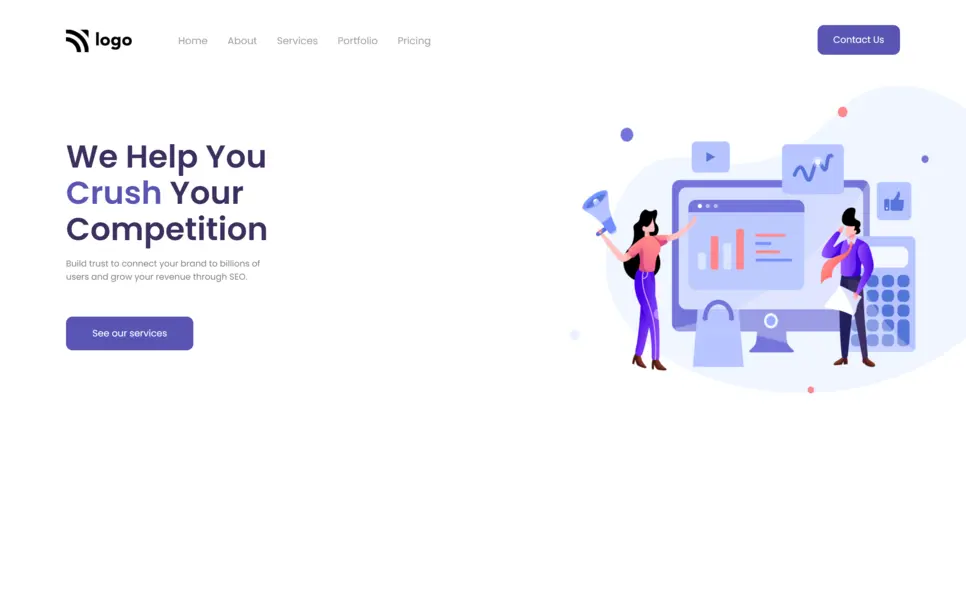 logo
Home About Services Portfolio Pricing
Contact Us
We Help You
Crush Your
Competition
Build trust to connect your brand to billions of
users and grow your revenue through SEO.
See our services